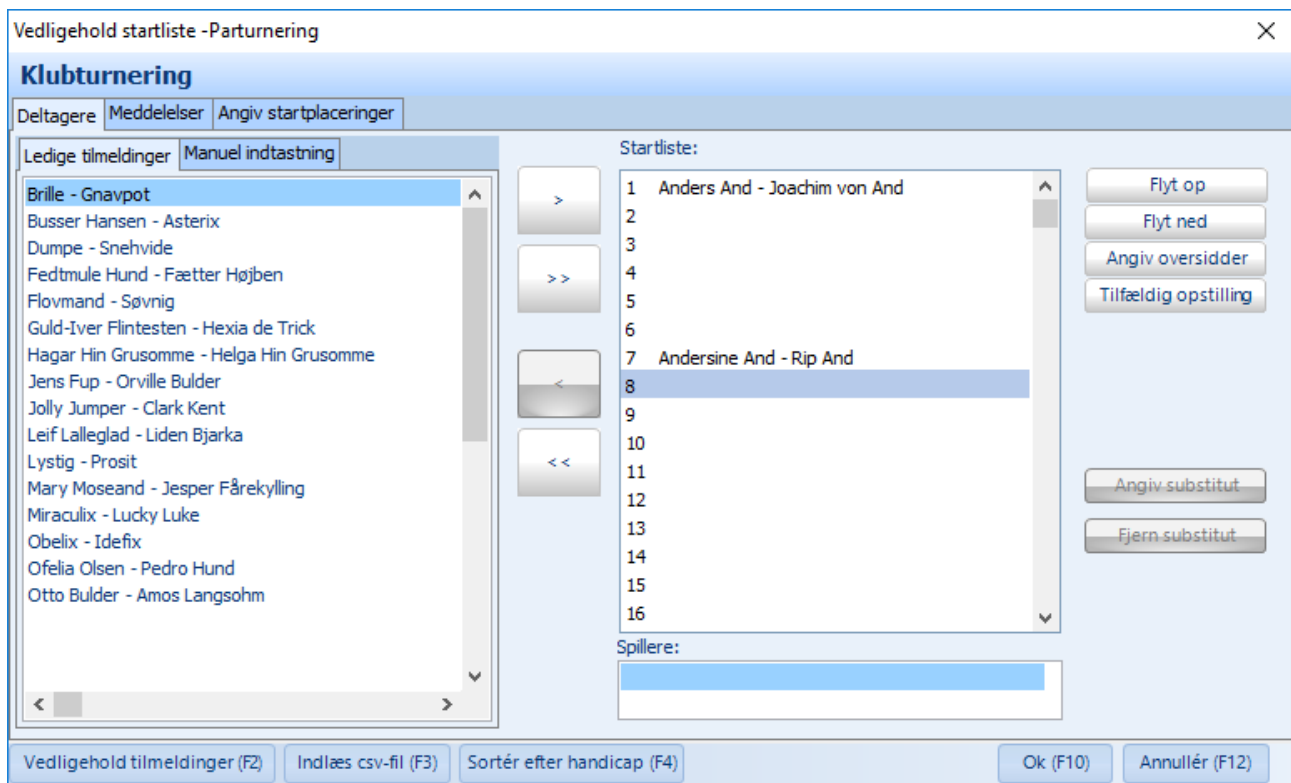 Vedligehold startliste -Parturnering
Klubturnering
Deltagere Meddelelser Angiv startplaceringer
Ledige tilmeldinger Manuel indtastning
Brille - Gnavpot
Busser Hansen - Asterix
Dumpe - Snehvide
Fedtmule Hund - Fætter Højben
Flovmand - Søvnig
Guld-Iver Flintesten - Hexia de Trick
Hagar Hin Grusomme - Helga Hin Grusomme
Jens Fup - Orville Bulder
Jolly Jumper - Clark Kent
Leif Lalleglad - Liden Bjarka
Lystig - Prosit
Mary Moseand - Jesper Fårekylling
Miraculix - Lucky Luke
Obelix - Idefix
Ofelia Olsen - Pedro Hund
Otto Bulder - Amos Langsohm
>
>>
<
<<
Startliste:
1 Anders And - Joachim von And
2
3
4
5
6
7 Andersine And - Rip And
8
9
10
11
12
13
14
15
16
Spillere:
Flyt op
Flyt ned
Angiv oversidder
Tilfældig opstilling
Angiv substitut
Fjern substitut
Vedligehold tilmeldinger (F2) Indlæs csv-fil (F3) Sortér efter handicap (F4) Ok (F10) Annullér (F12)